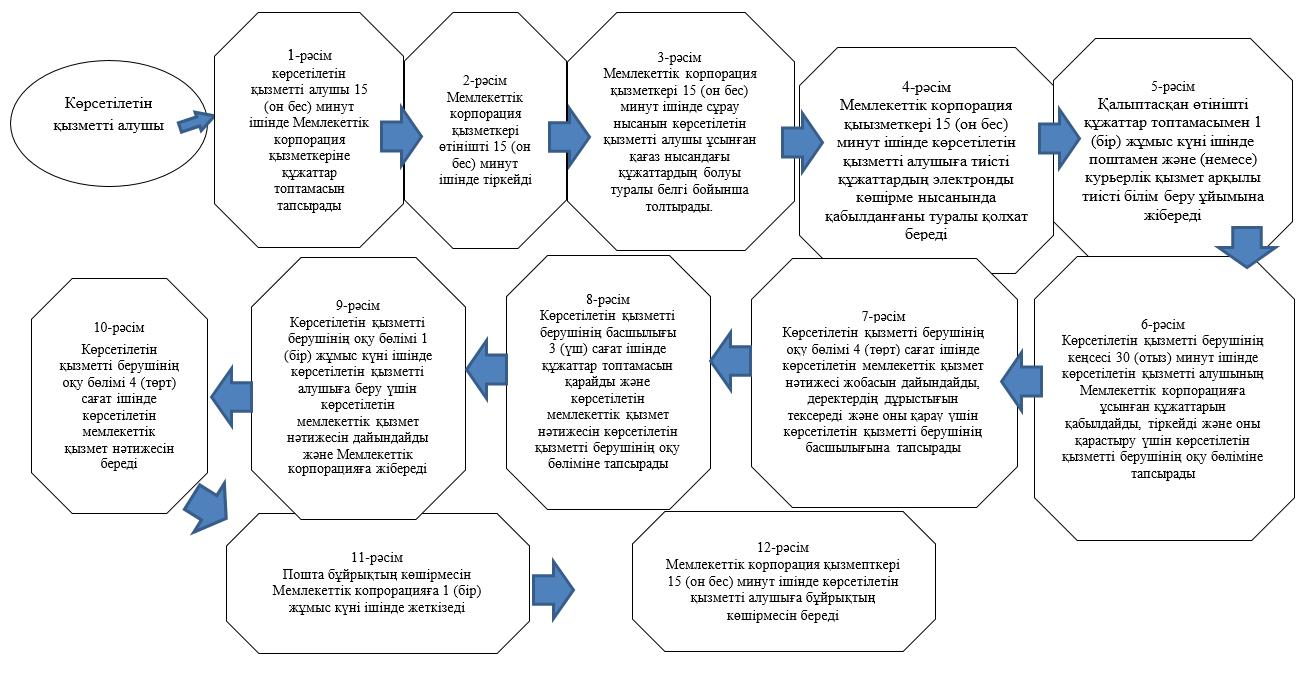 Көрсетілетін
қызметті алушы
1-рәсім
көрсетілетін
қызметті алушы 15
(он бес) минут
ішінде Мемлекеттік
корпорация
қызметкеріне
құжаттар
топтамасын
тапсырады
2-рәсім
Мемлекеттік
корпорация
қызметкері
өтінішті 15 (он
бес) минут
ішінде тіркейді
3-рәсім
Мемлекеттік корпорация
қызметкері 15 (он бес)
минут ішінде сұрау
нысанын көрсетілетін
қызметті алушы ұсынған
қағаз нысандағы
құжаттардың болуы
туралы белгі бойынша
толтырады.
4-рәсім
Мемлекеттік корпорация
қыызметкері 15 (он бес)
минут ішінде көрсетілетін
қызметті алушыға тиісті
құжаттардың электронды
көшірме нысанында
қабылданғаны туралы қолхат
береді
5-рәсім
Қалыптасқан өтінішті
құжаттар топтамасымен 1
(бір) жұмыс күні ішінде
поштамен және (немесе)
курьерлік қызмет арқылы
тиісті білім беру ұйымына
жібереді
6-рәсім
Көрсетілетін қызметті берушінің
кеңсесі 30 (отыз) минут ішінде
көрсетілетін қызметті алушының
Мемлекеттік корпорацияға
ұсынған құжаттарын
қабылдайды, тіркейді және оны
қарастыру үшін көрсетілетін
қызметті берушінің оқу бөліміне
тапсырады
7-рәсім
Көрсетілетін қызметті берушінің
оқу бөлімі 4 (төрт) сағат ішінде
көрсетілетін мемлекеттік қызмет
нәтижесі жобасын дайындайды,
деректердің дұрыстығын
тексереді және оны қарау үшін
көрсетілетін қызметті берушінің
басшылығына тапсырады
8-рәсім
Көрсетілетін қызметті
берушінің басшылығы
3 (үш) сағат ішінде
құжаттар топтамасын
қарайды және
көрсетілетін
мемлекеттік қызмет
нәтижесін көрсетілетін
қызметті берушінің оқу
бөліміне тапсырады
9-рәсім
Көрсетілетін қызметті
берушінің оқу бөлімі 1
(бір) жұмыс күні ішінде
көрсетілетін қызметті
алушыға беру үшін
көрсетілетін
мемлекеттік қызмет
нәтижесін дайындайды
және Мемлекеттік
корпорацияға жібереді
10-рәсім
Көрсетілетін
қызметті берушінің
оқу бөлімі 4 (төрт)
сағат ішінде
көрсетілетін
мемлекеттік
қызмет нәтижесін
береді
11-рәсім
Пошта бұйрықтың көшірмесін
Мемлекеттік копрорацияға 1 (бір)
жұмыс күні ішінде жеткізеді
12-рәсім
Мемлекеттік корпорация қызмепткері
15 (он бес) минут ішінде көрсетілетін
қызметті алушыға бұйрықтың
көшірмесін береді